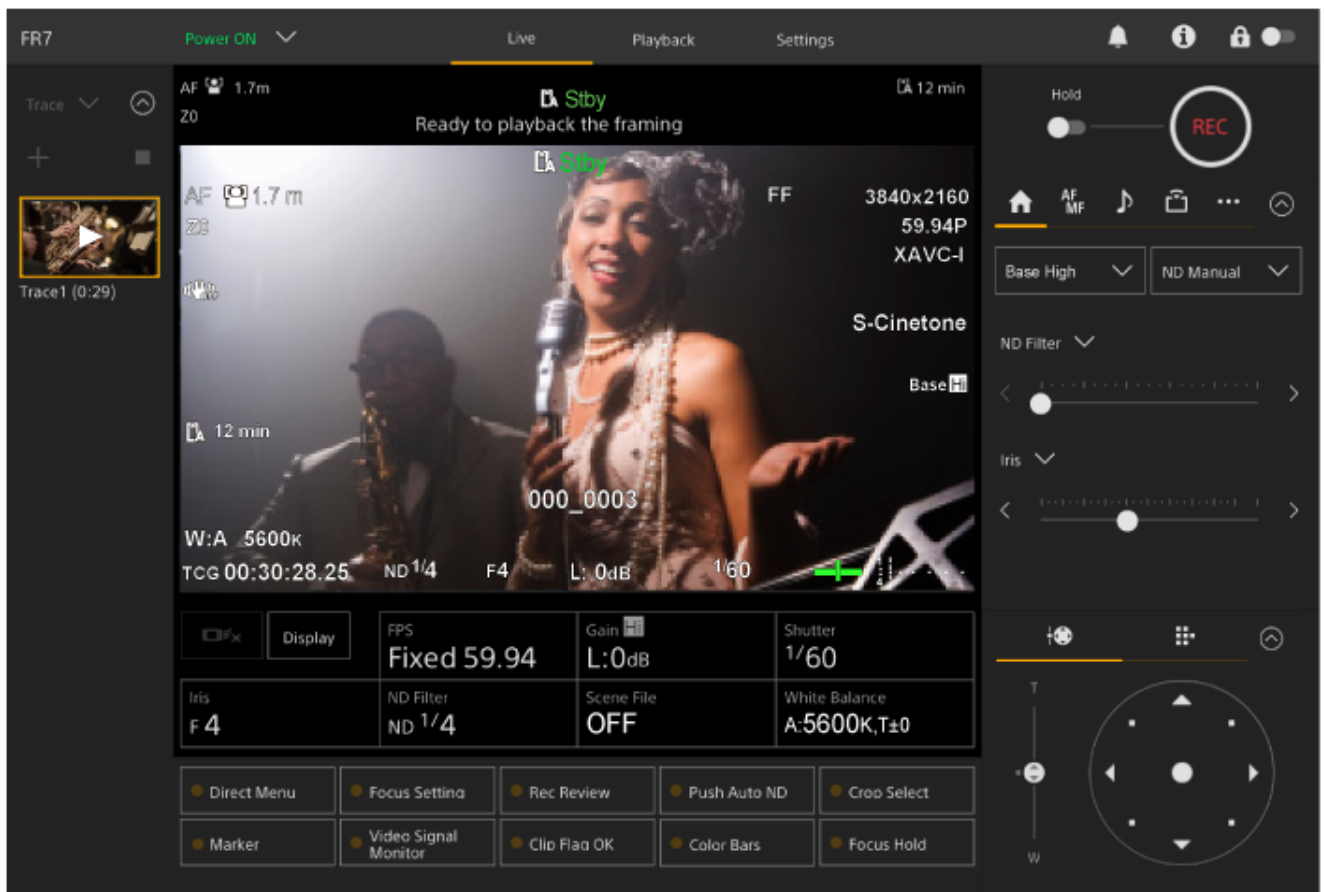 FR7
Power ON
Live
Playback
Settings
Trace
Trace1 (0:29)
AF 1.7m
Z0
Stby
Ready to playback the framing
12 min
Stby
AF 1.7 m
Z0
FF
3840x2160
59.94P
XAVC-I
S-Cinetone
Base Hi
12 min
000_0003
W:A 5600K
TCG 00:30:28.25 ND 1/4 F4 L: 0dB 1/60
Display
FPS
Fixed 59.94
Gain Hi
L:0dB
Shutter
1/60
Iris
F 4
ND Filter
ND 1/4
Scene File
OFF
White Balance
A:5600K,T±0
Direct Menu
Focus Setting
Rec Review
Push Auto ND
Crop Select
Marker
Video Signal
Monitor
Clip Flag OK
Color Bars
Focus Hold
Hold
REC
AF
MF
Base High
ND Manual
ND Filter
Iris
T
W